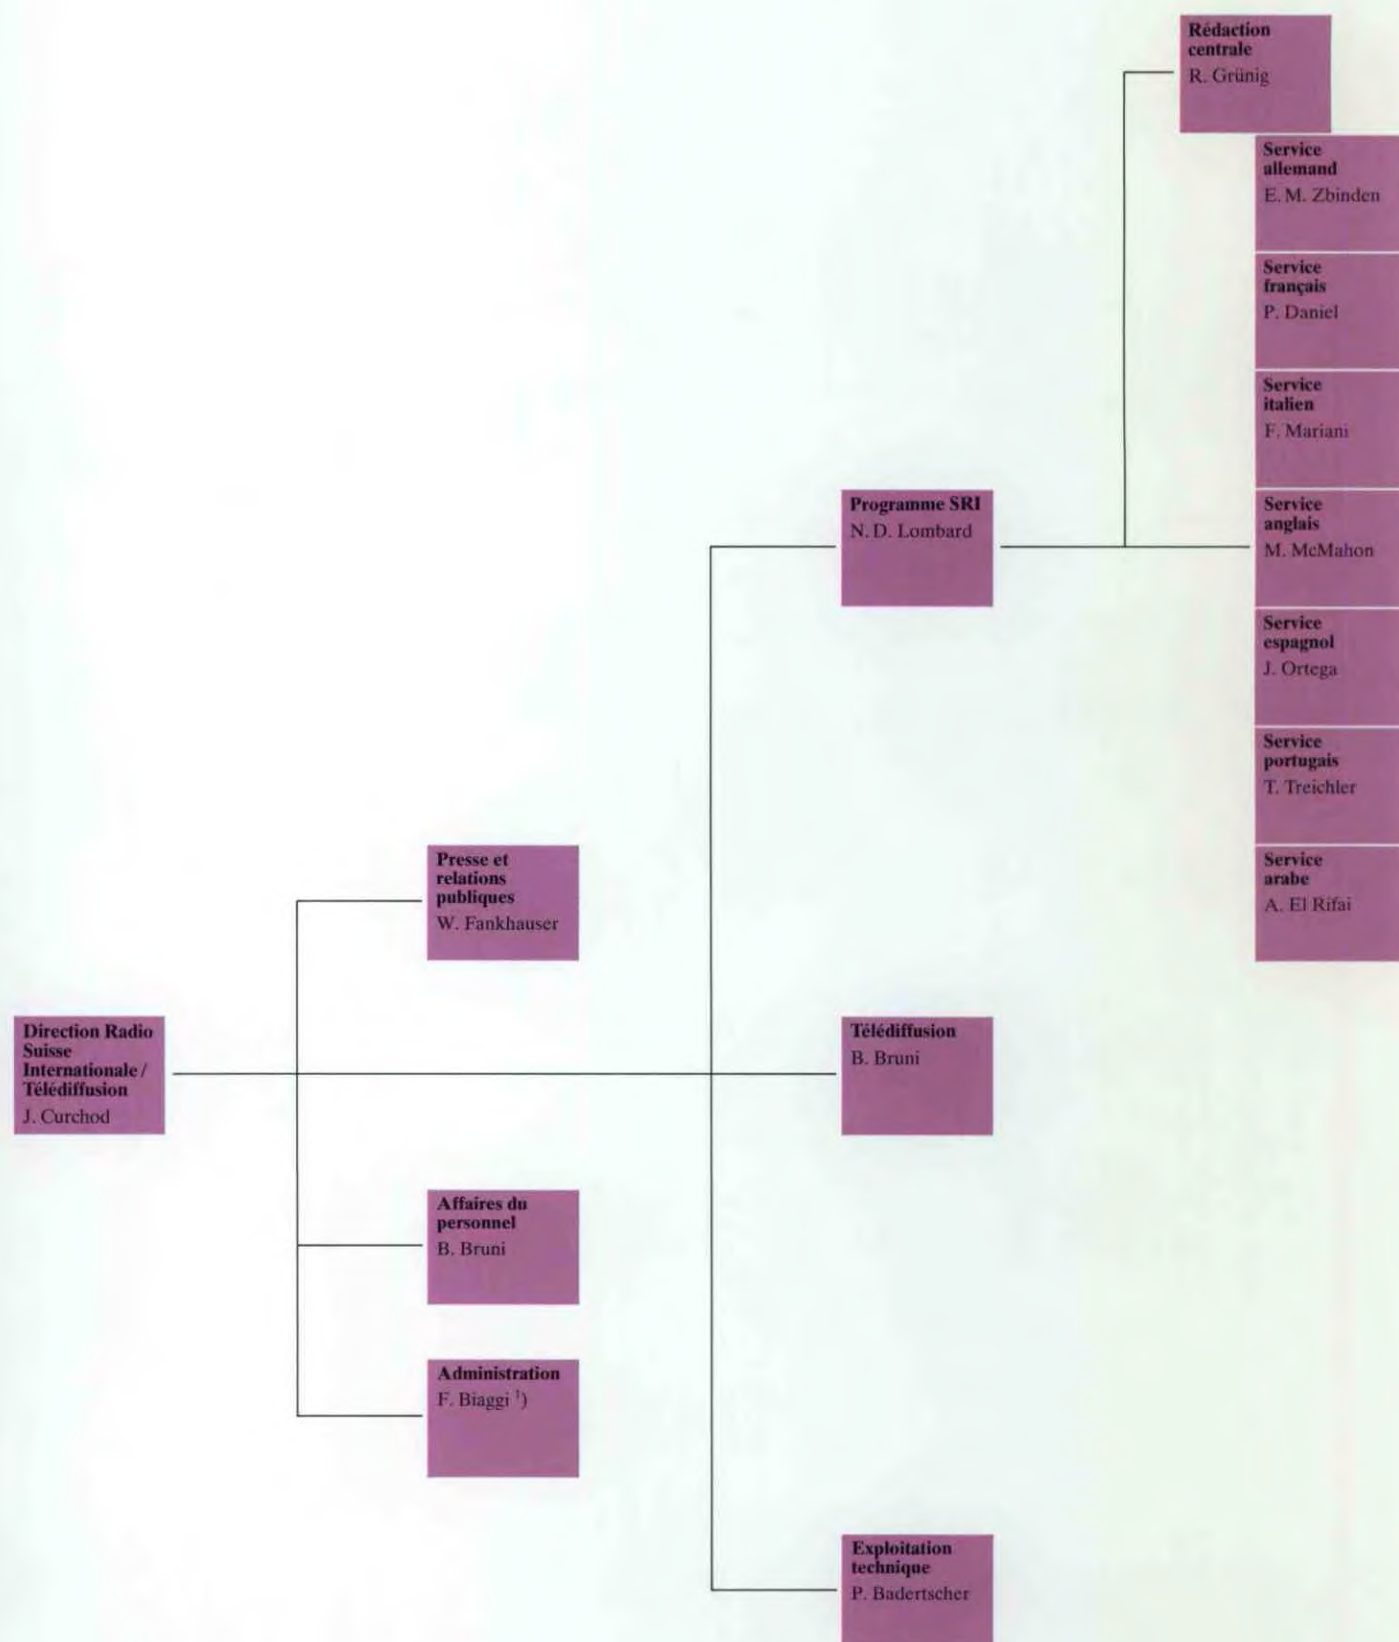 Rédaction
centrale
R. Grünig
Service
allemand
E. M. Zbinden
Service
français
P. Daniel
Service
italien
F. Mariani
Programme SRI
N. D. Lombard
Service
anglais
M. McMahon
Service
espagnol
J. Ortega
Service
portugais
T. Treichler
Presse et
relations
publiques
W. Fankhauser
Service
arabe
A. El Rifai
Direction Radio
Suisse
Internationale /
Télédiffusion
J. Curchod
Télédiffusion
B. Bruni
Affaires du
personnel
B. Bruni
Administration
F. Biaggi ¹)
Exploitation
technique
P. Badertscher